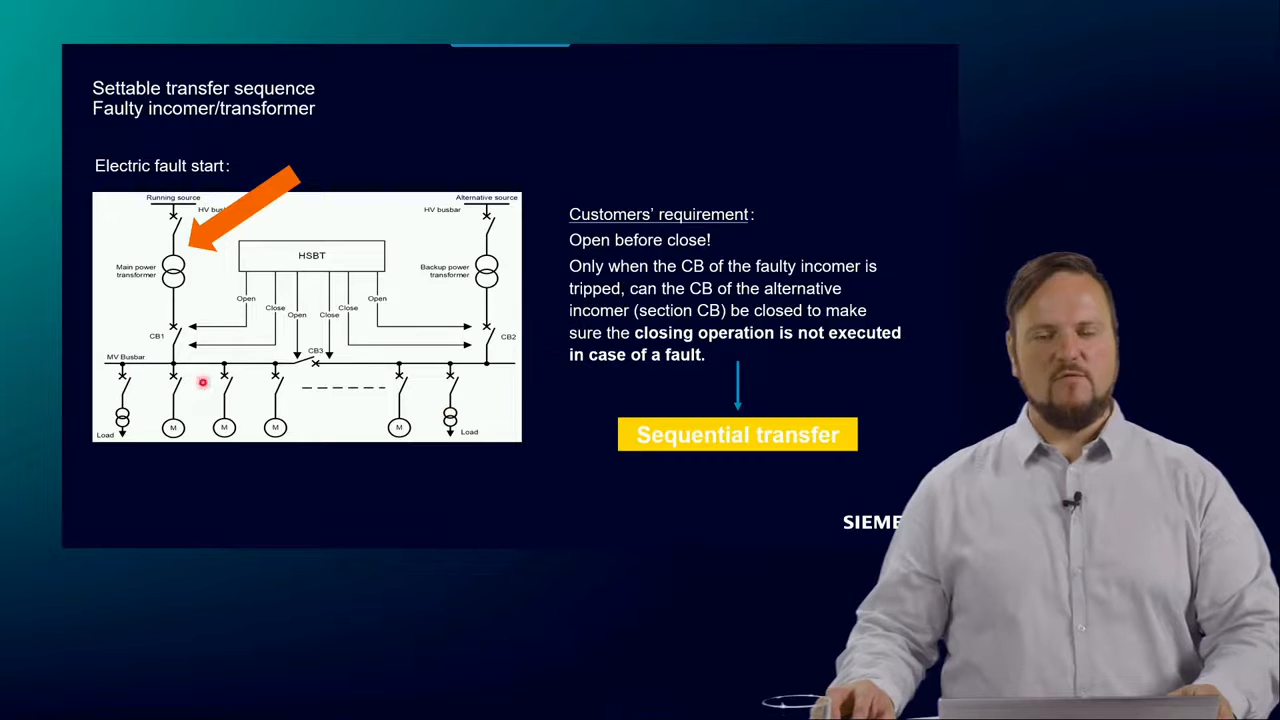 Settable transfer sequence
Faulty incomer/transformer
Electric fault start:
Running source
HV bus
Alternative source
HV busbar
HSBT
Main power
transformer
Backup power
transformer
Open
Close
Open
Close
Close
Open
CB1
CB3
CB2
MV Busbar
Load
M
M
M
M
Load
Customers’ requirement:
Open before close!
Only when the CB of the faulty incomer is
tripped, can the CB of the alternative
incomer (section CB) be closed to make
sure the closing operation is not executed
in case of a fault.
Sequential transfer
SIEME